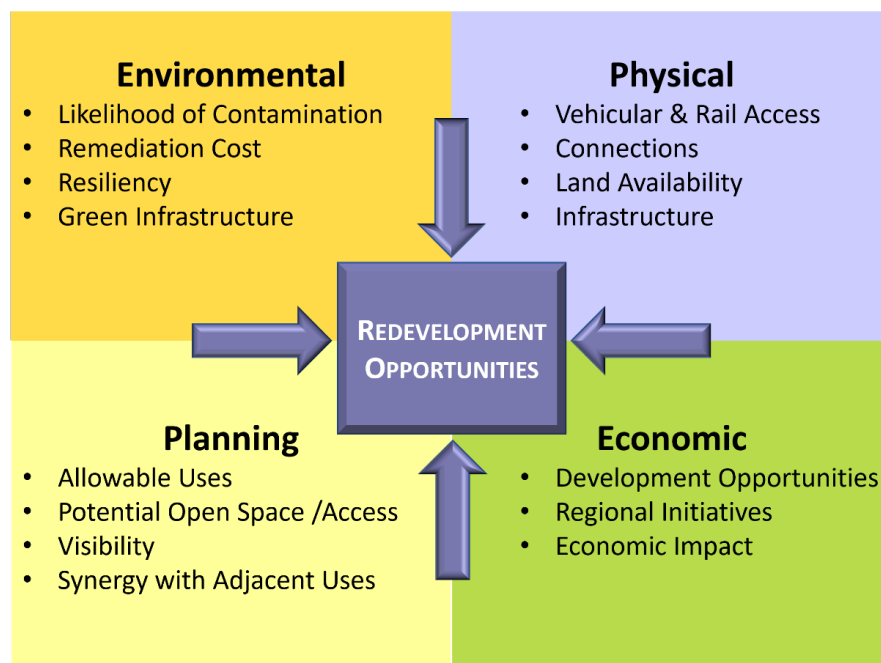 Environmental
• Likelihood of Contamination
• Remediation Cost
• Resiliency
• Green Infrastructure
Physical
• Vehicular & Rail Access
• Connections
• Land Availability
• Infrastructure
REDEVELOPMENT
OPPORTUNITIES
Planning
• Allowable Uses
• Potential Open Space /Access
• Visibility
• Synergy with Adjacent Uses
Economic
• Development Opportunities
• Regional Initiatives
• Economic Impact